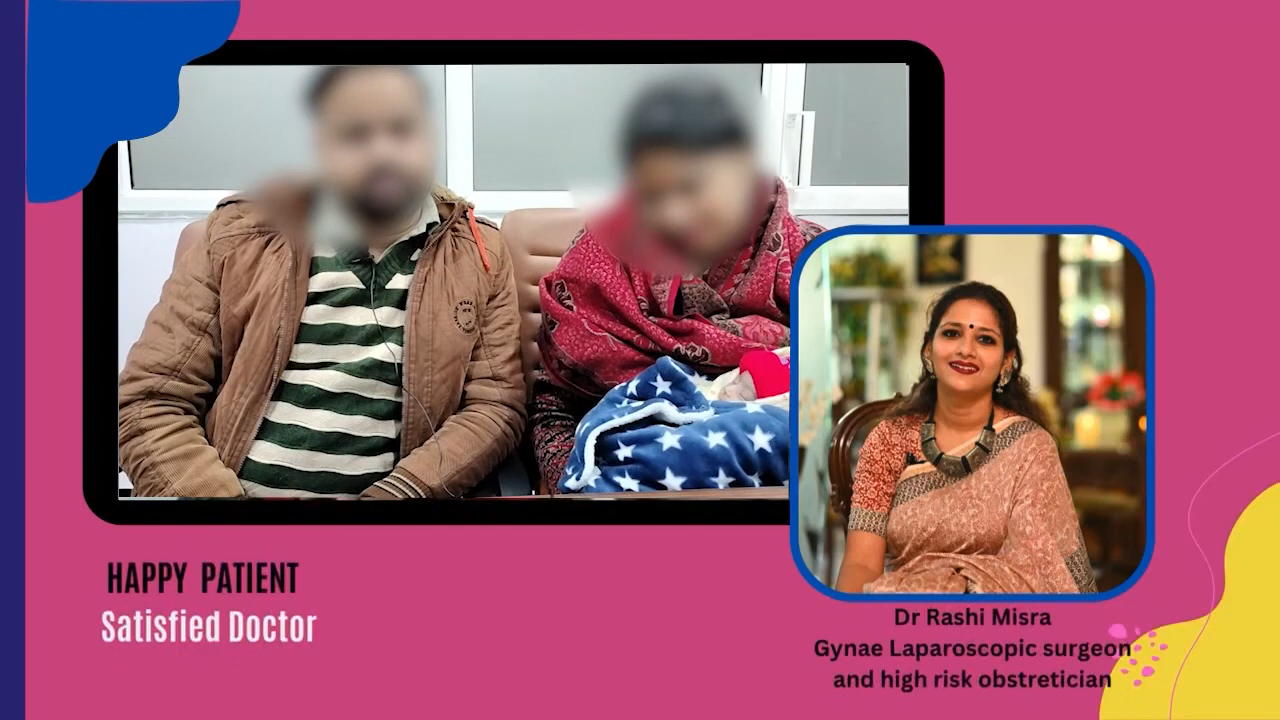 HAPPY PATIENT
Satisfied Doctor
Dr Rashi Misra
Gynae Laparoscopic surgeon
and high risk obstretician